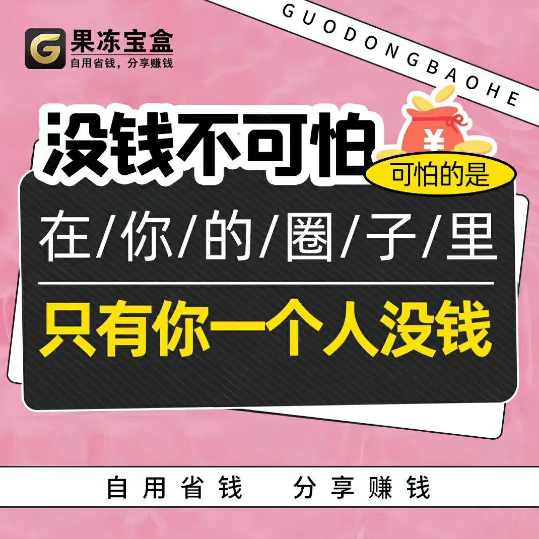 果冻宝盒
自用省钱，分享赚钱
GUODONGBAOHE
没钱不可怕
¥
可怕的是
在/你/的/圈/子/里
只有你一个人没钱
自用省钱 分享赚钱